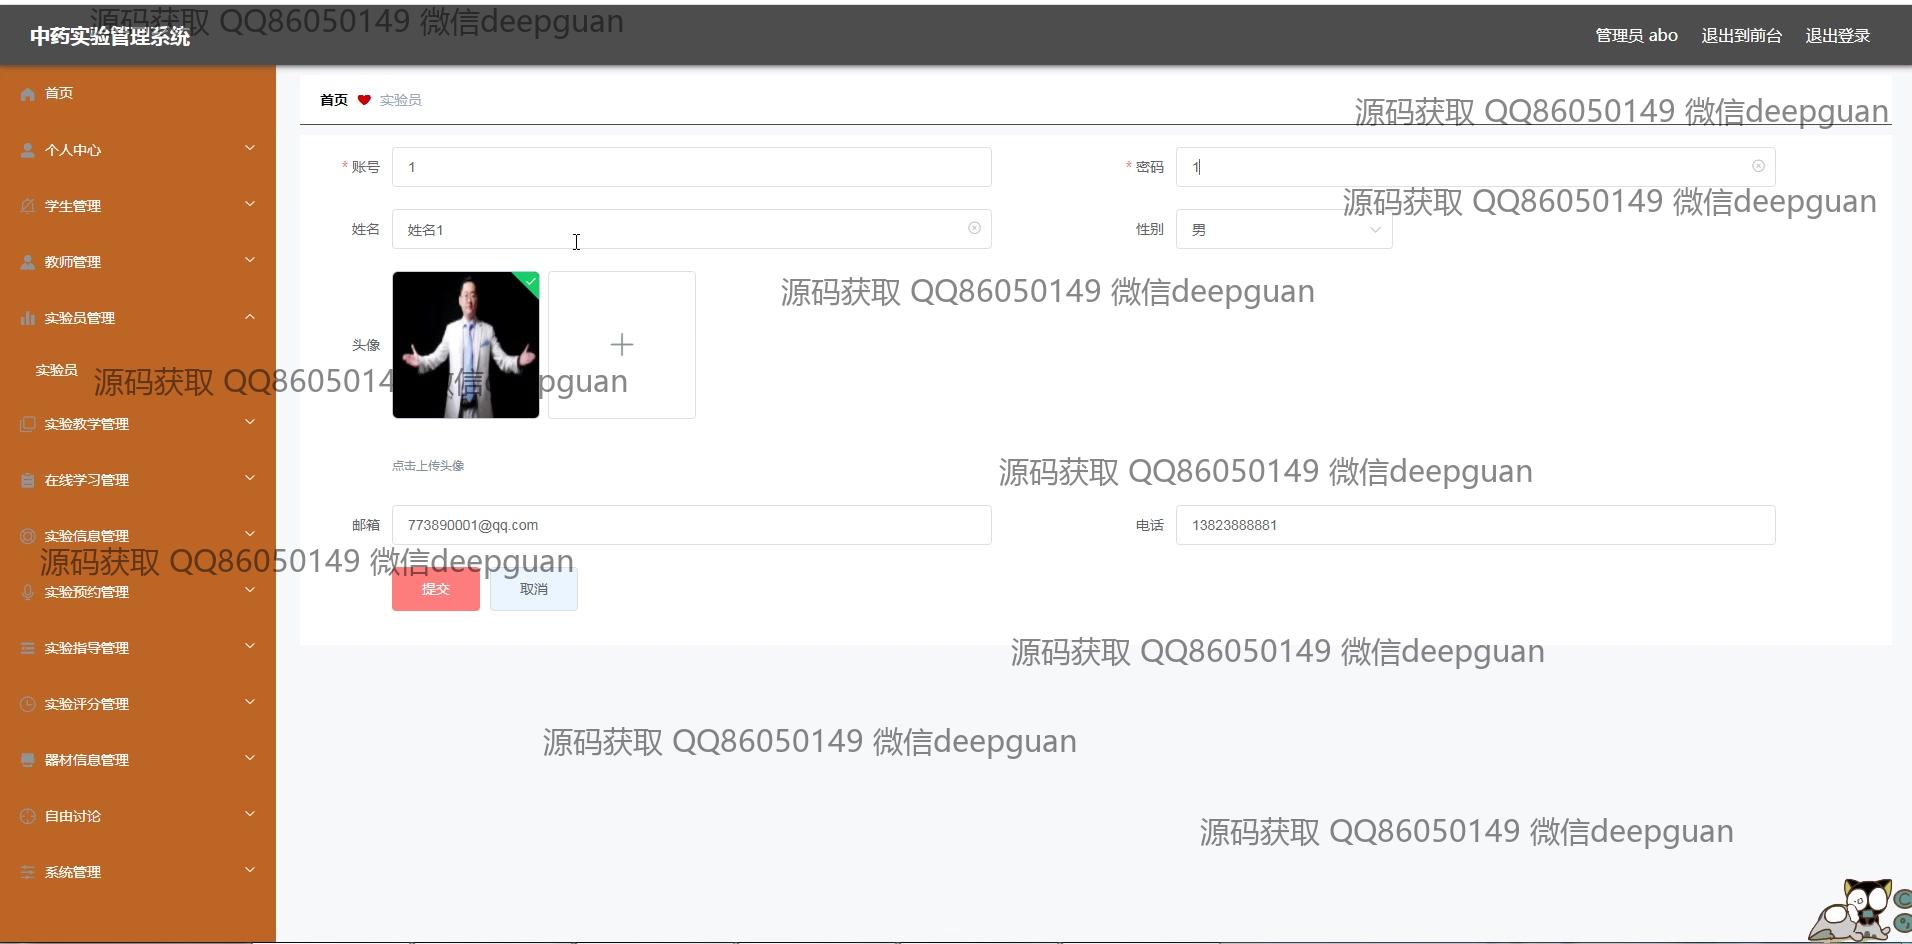 源码获取 QQ86050149 微信deepguan
中药实验管理系统
管理员 abo 退出到前台 退出登录
首页
个人中心
学生管理
教师管理
实验员管理
实验员
实验教学管理
在线学习管理
实验信息管理
实验预约管理
实验指导管理
实验评分管理
器材信息管理
自由讨论
系统管理
首页 实验员
源码获取 QQ86050149 微信deepguan
* 账号 1 * 密码 1
源码获取 QQ86050149 微信deepguan
姓名 姓名1 性别 男
源码获取 QQ86050149 微信deepguan
头像
源码获取 QQ8605014 微信 pguan
点击上传头像
源码获取 QQ86050149 微信deepguan
邮箱 773890001@qq.com 电话 13823888881
源码获取 QQ86050149 微信deepguan
提交 取消
源码获取 QQ86050149 微信deepguan
源码获取 QQ86050149 微信deepguan
源码获取 QQ86050149 微信deepguan